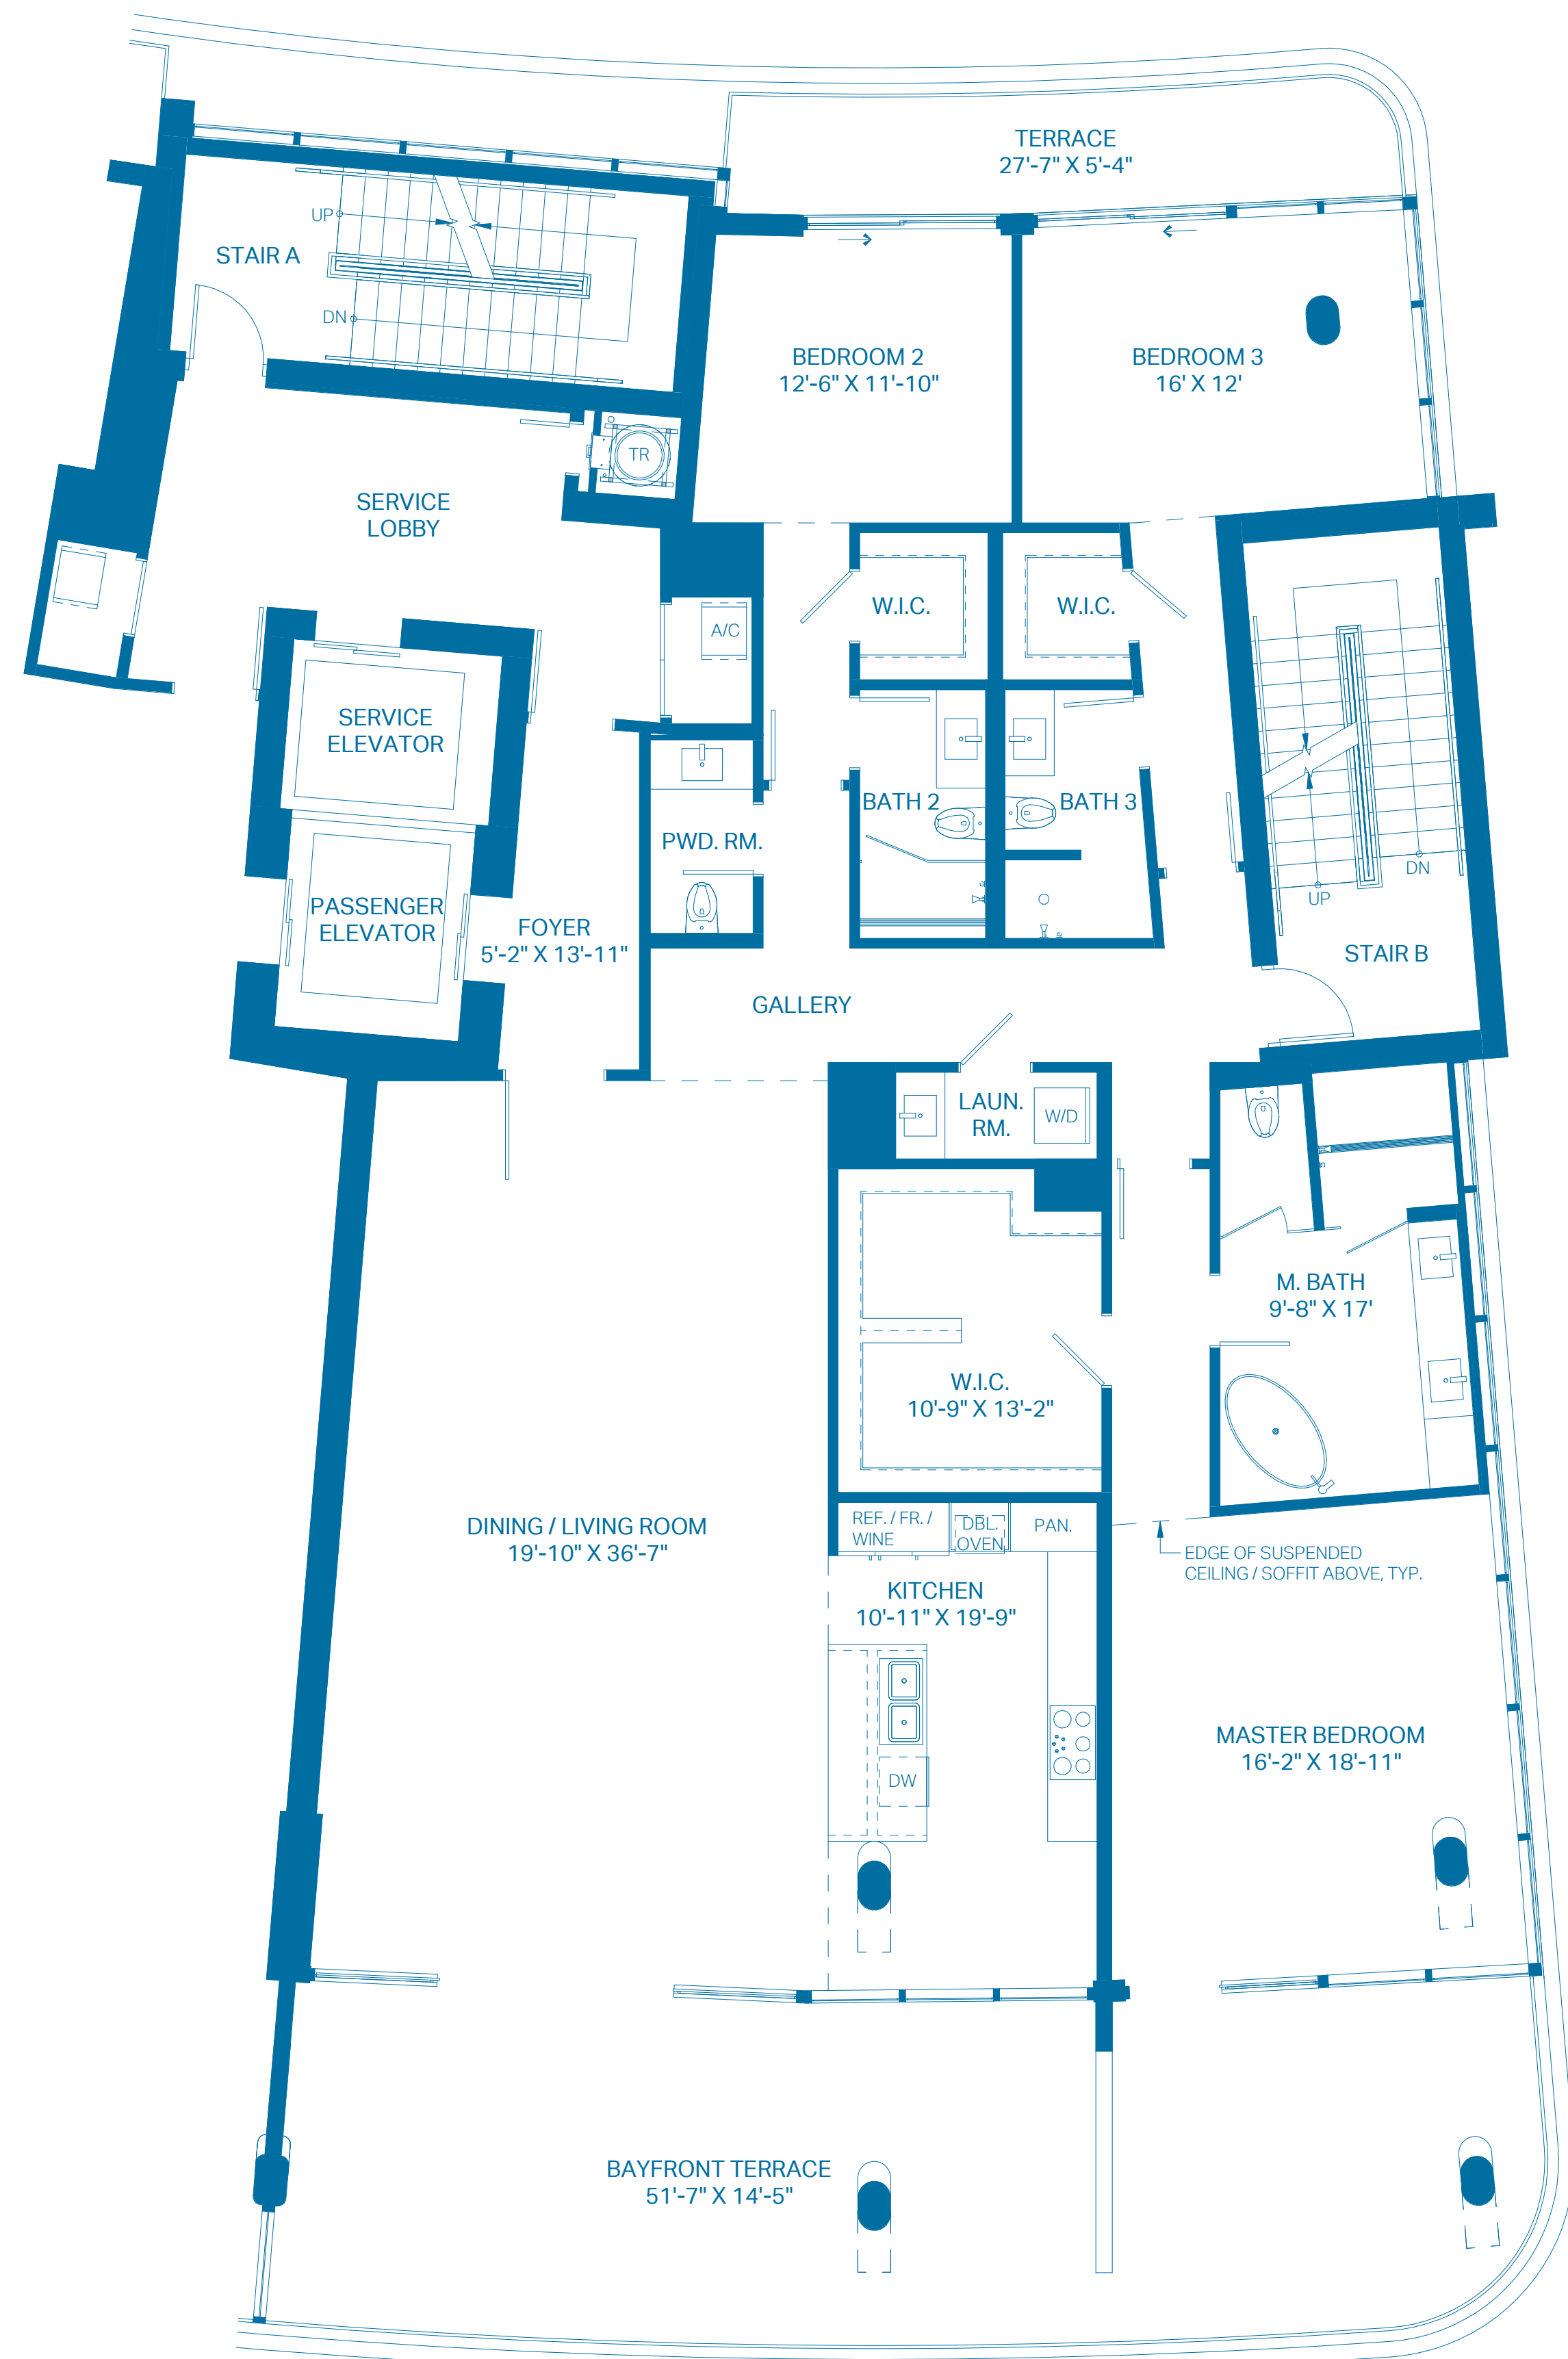 TERRACE
27'-7" X 5'-4"
UP
STAIR A
DN
BEDROOM 2
12'-6" X 11'-10"
BEDROOM 3
16' X 12'
TR
SERVICE
LOBBY
W.I.C.
W.I.C.
A/C
SERVICE
ELEVATOR
BATH 2
BATH 3
PWD. RM.
DN
UP
PASSENGER
ELEVATOR
FOYER
5'-2" X 13'-11"
STAIR B
GALLERY
LAUN.
RM.
W/D
M. BATH
9'-8" X 17'
W.I.C.
10'-9" X 13'-2"
REF. / FR. /
WINE
DBL.
OVEN
PAN.
DINING / LIVING ROOM
19'-10" X 36'-7"
EDGE OF SUSPENDED
CEILING / SOFFIT ABOVE, TYP.
KITCHEN
10'-11" X 19'-9"
MASTER BEDROOM
16'-2" X 18'-11"
DW
BAYFRONT TERRACE
51'-7" X 14'-5"